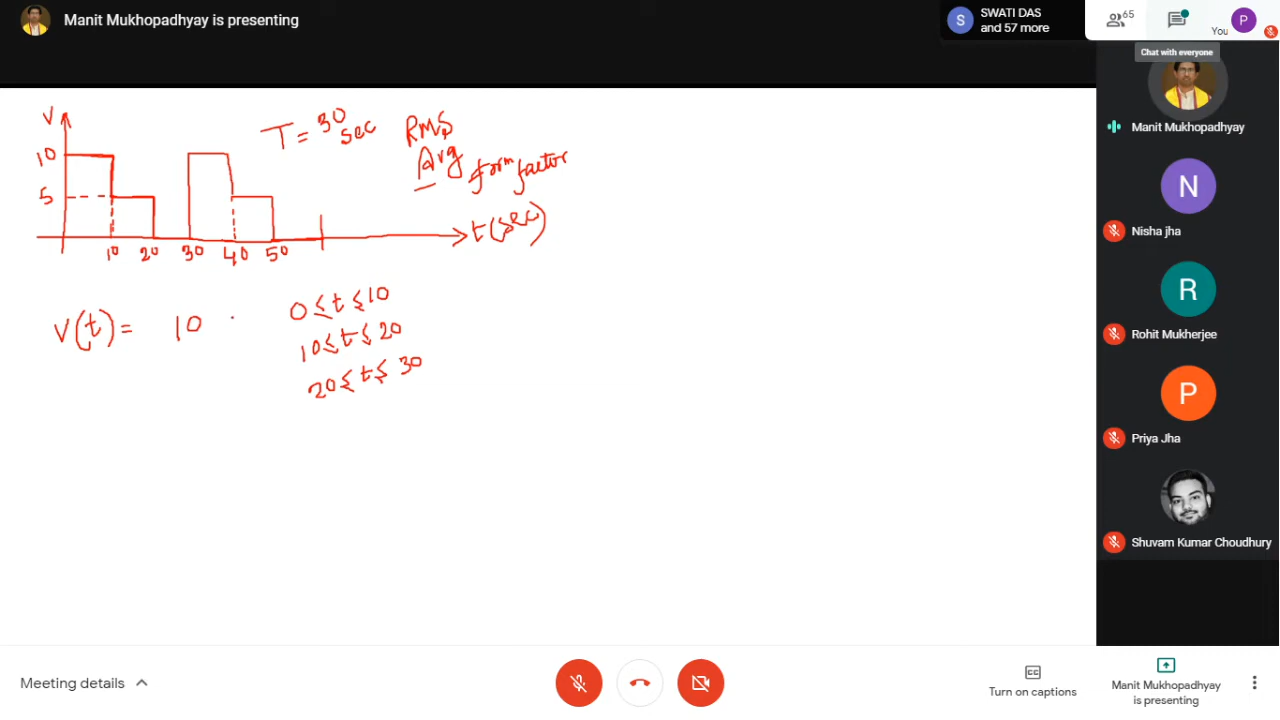 Manit Mukhopadhyay is presenting
S
SWATI DAS
and 57 more
65
You
P
Chat with everyone
Manit Mukhopadhyay
N
Nisha jha
R
Rohit Mukherjee
P
Priya Jha
Shuvam Kumar Choudhury
V
10
5
10 20 30 40 50
t(sec)
T = 30 sec
RMS
Avg
form factor
V(t) = 10
0 ≤ t ≤ 10
10 ≤ t ≤ 20
20 ≤ t ≤ 30
Meeting details
CC
Turn on captions
Manit Mukhopadhyay
is presenting